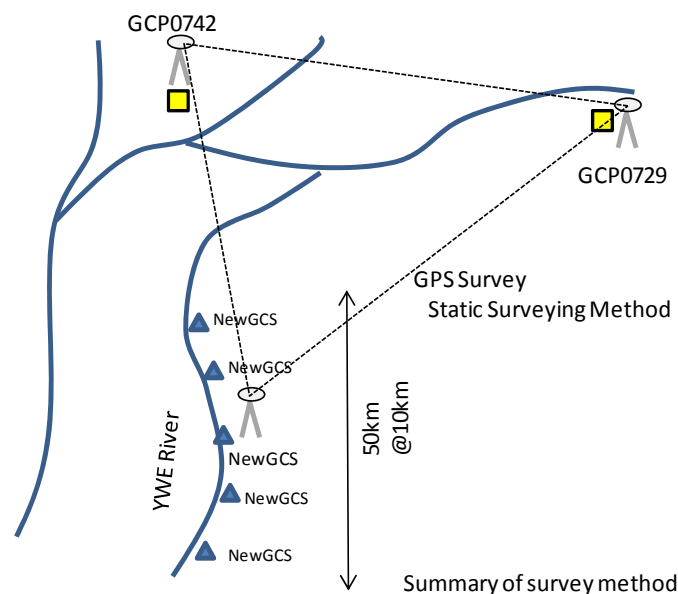 GCP0742
GCP0729
GPS Survey
Static Surveying Method
NewGCS
NewGCS
50km
@10km
YWE River
NewGCS
NewGCS
NewGCS
Summary of survey method